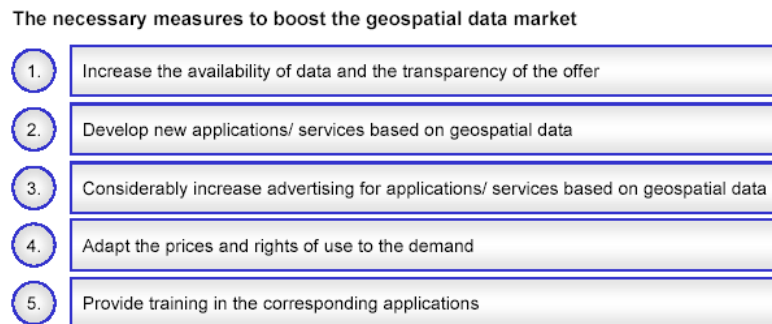 The necessary measures to boost the geospatial data market
1. Increase the availability of data and the transparency of the offer
2. Develop new applications/ services based on geospatial data
3. Considerably increase advertising for applications/ services based on geospatial data
4. Adapt the prices and rights of use to the demand
5. Provide training in the corresponding applications